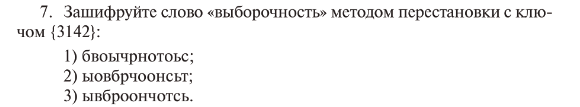 7. Зашифруйте слово «выборочность» методом перестановки с клю-
чом {3142}:
1) бвоычрнотоьс;
2) ыовбрчоонсьт;
3) ывброончотсь.